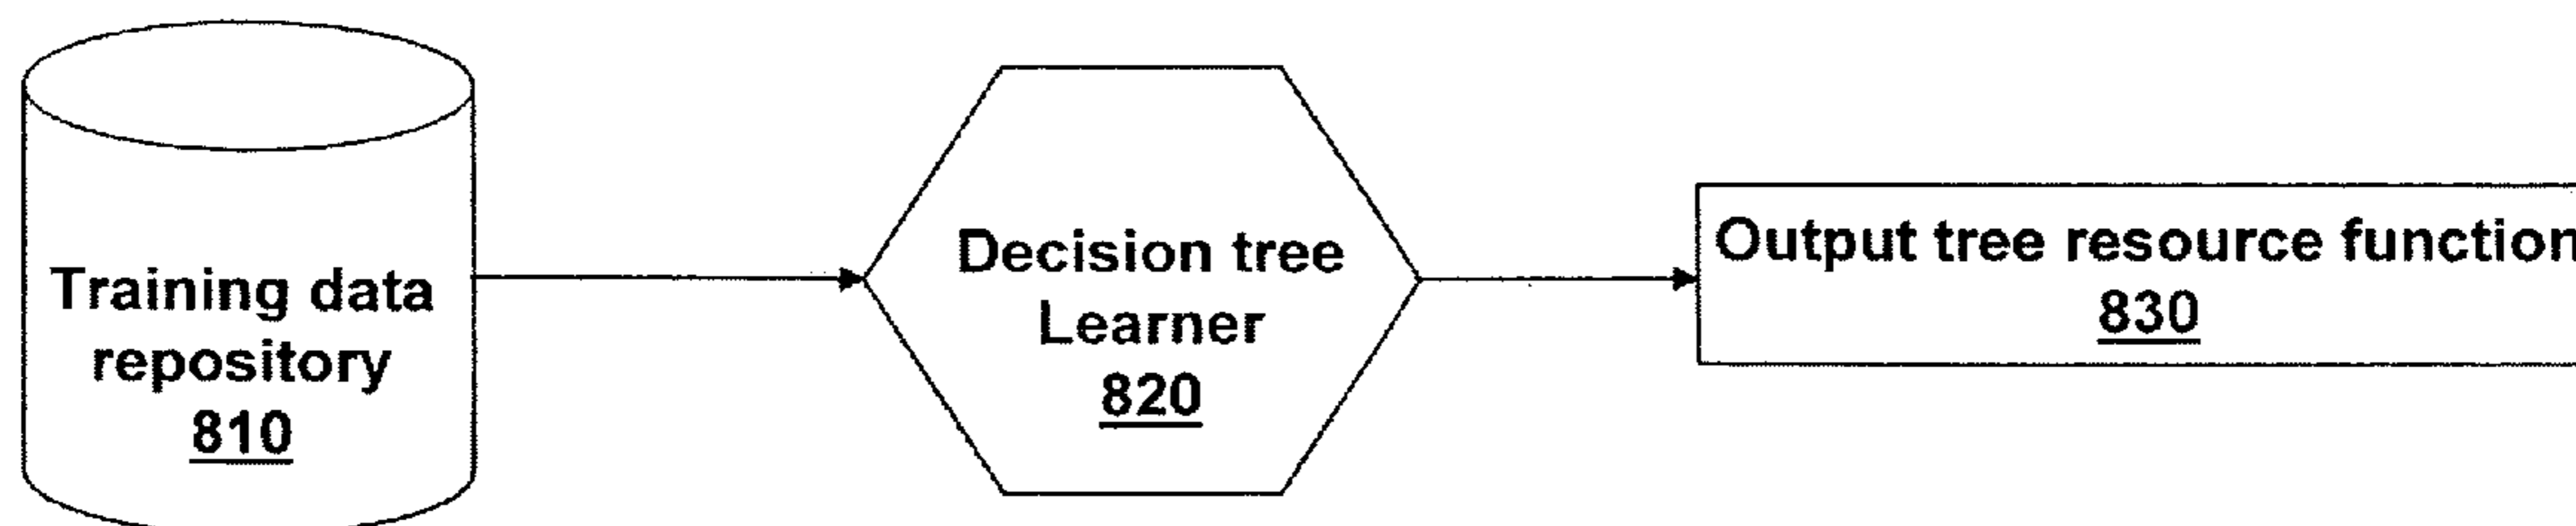 Training data
repository
810
Decision tree
Learner
820
Output tree resource function
830